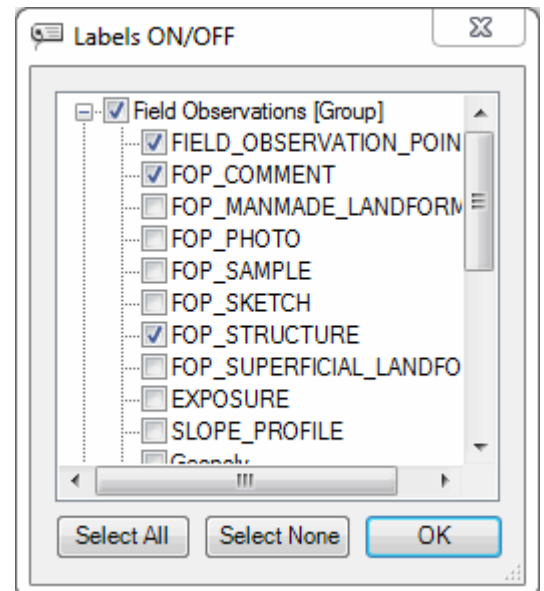 Labels ON/OFF
Field Observations [Group]
FIELD_OBSERVATION_POIN
FOP_COMMENT
FOP_MANMADE_LANDFORM
FOP_PHOTO
FOP_SAMPLE
FOP_SKETCH
FOP_STRUCTURE
FOP_SUPERFICIAL_LANDFO
EXPOSURE
SLOPE_PROFILE
Select All Select None OK